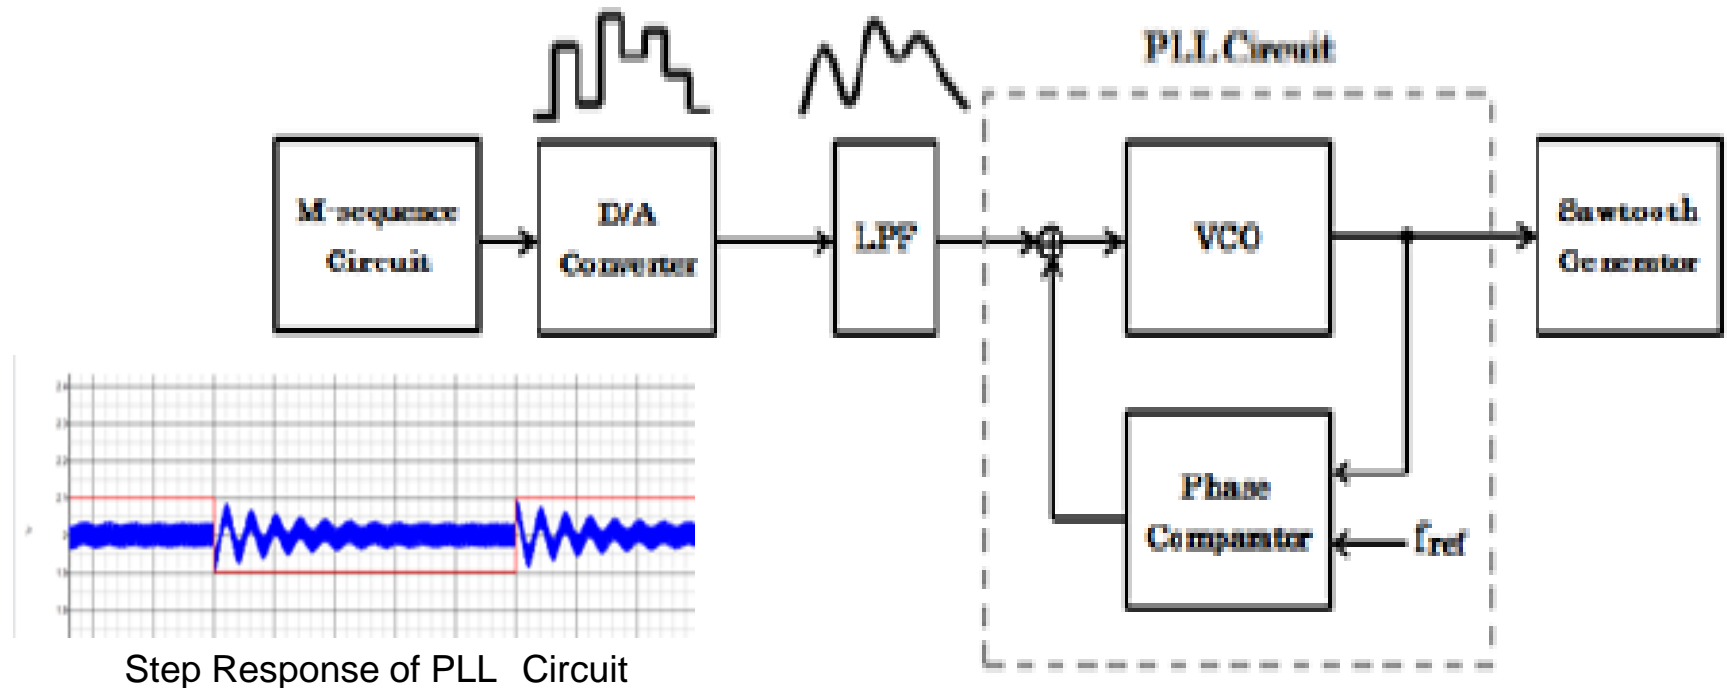 PLL Circuit
M-sequence
Circuit
D/A
Converter
LPF
VCO
Sawtooth
Generator
Phase
Comparator
fref
Step Response of PLL Circuit